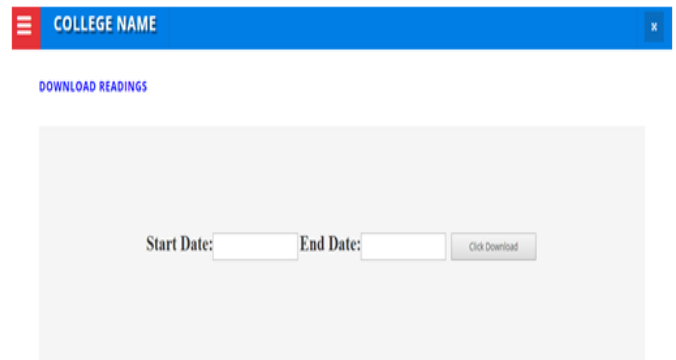 COLLEGE NAME x
DOWNLOAD READINGS
Start Date: End Date: Click Download